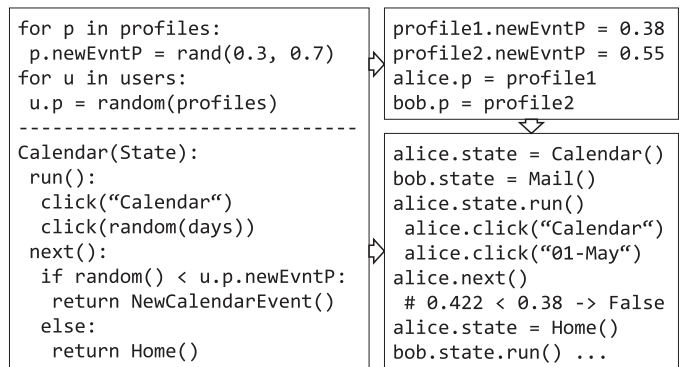 for p in profiles:
 p.newEvntP = rand(0.3, 0.7)
for u in users:
 u.p = random(profiles)
-------------------------------
Calendar(State):
 run():
  click(“Calendar“)
  click(random(days))
 next():
  if random() < u.p.newEvntP:
   return NewCalendarEvent()
  else:
   return Home()
profile1.newEvntP = 0.38
profile2.newEvntP = 0.55
alice.p = profile1
bob.p = profile2
alice.state = Calendar()
bob.state = Mail()
alice.state.run()
 alice.click(“Calendar“)
 alice.click(“01-May“)
alice.next()
 # 0.422 < 0.38 -> False
alice.state = Home()
bob.state.run() ...